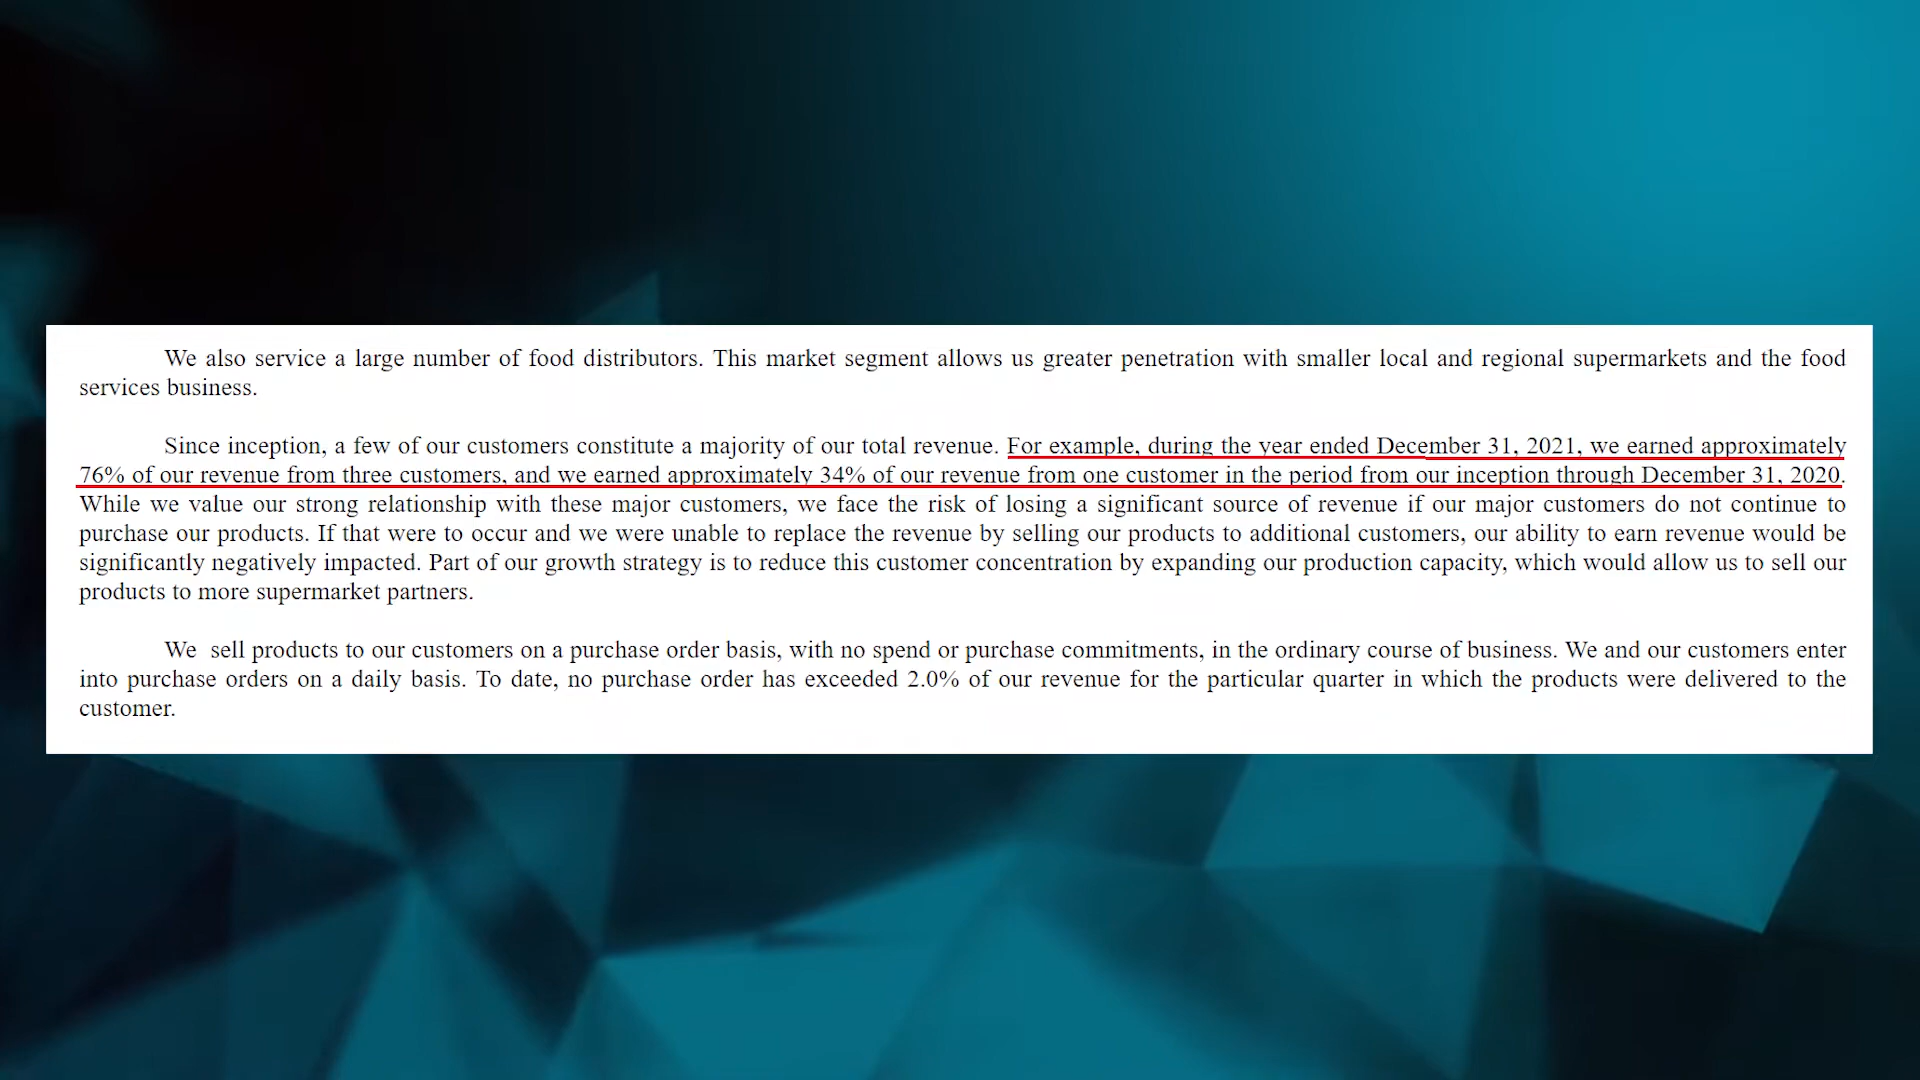 We also service a large number of food distributors. This market segment allows us greater penetration with smaller local and regional supermarkets and the food
services business.
Since inception, a few of our customers constitute a majority of our total revenue. For example, during the year ended December 31, 2021, we earned approximately
76% of our revenue from three customers, and we earned approximately 34% of our revenue from one customer in the period from our inception through December 31, 2020.
While we value our strong relationship with these major customers, we face the risk of losing a significant source of revenue if our major customers do not continue to
purchase our products. If that were to occur and we were unable to replace the revenue by selling our products to additional customers, our ability to earn revenue would be
significantly negatively impacted. Part of our growth strategy is to reduce this customer concentration by expanding our production capacity, which would allow us to sell our
products to more supermarket partners.
We sell products to our customers on a purchase order basis, with no spend or purchase commitments, in the ordinary course of business. We and our customers enter
into purchase orders on a daily basis. To date, no purchase order has exceeded 2.0% of our revenue for the particular quarter in which the products were delivered to the
customer.